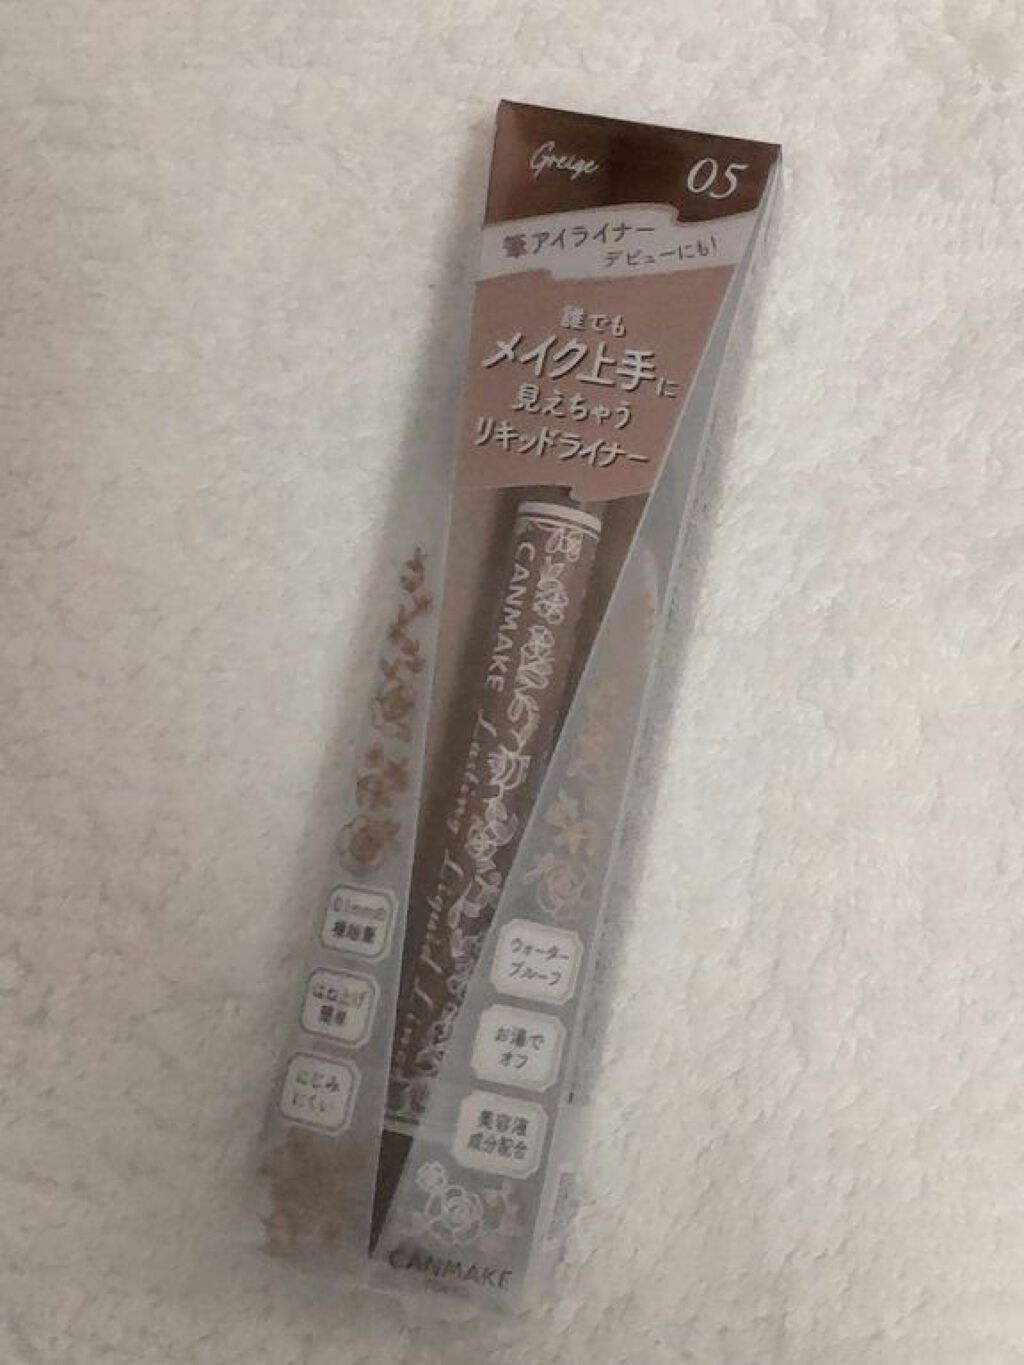 Greige
05
筆アイライナー
デビューにも!
誰でも
メイク上手に
見えちゃう
リキッドライナー
CANMAKE Lasting Liquid Liner
0.1mmの
極細筆
はね上げ
簡単
にじみ
にくい
ウォーター
プルーフ
お湯で
オフ
美容液
成分配合
CANMAKE